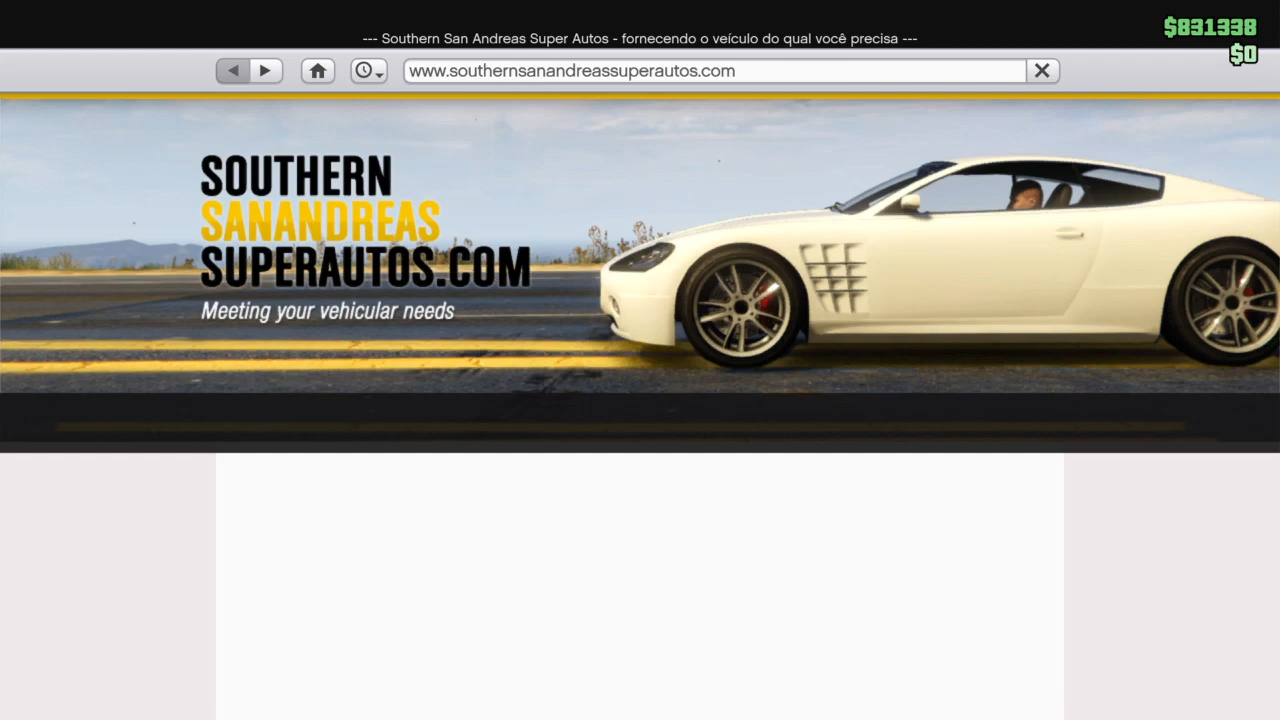 --- Southern San Andreas Super Autos - fornecendo o veículo do qual você precisa ---
$831338
$0
www.southernsanandreassuperautos.com
SOUTHERN
SANANDREAS
SUPERAUTOS.COM
Meeting your vehicular needs